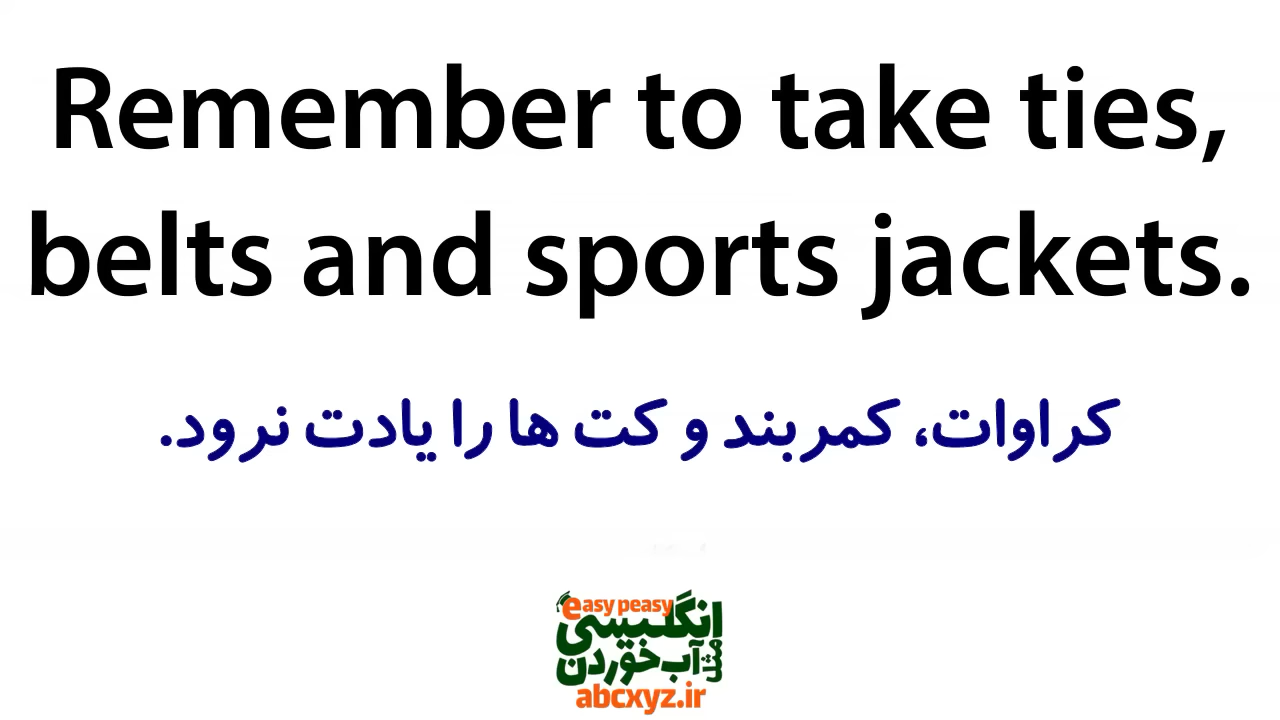 Remember to take ties,
belts and sports jackets.
کراوات، کمربند و کت ها را یادت نرود.
easy peasy
انگلیسی
مثل آب خوردن
abcxyz.ir